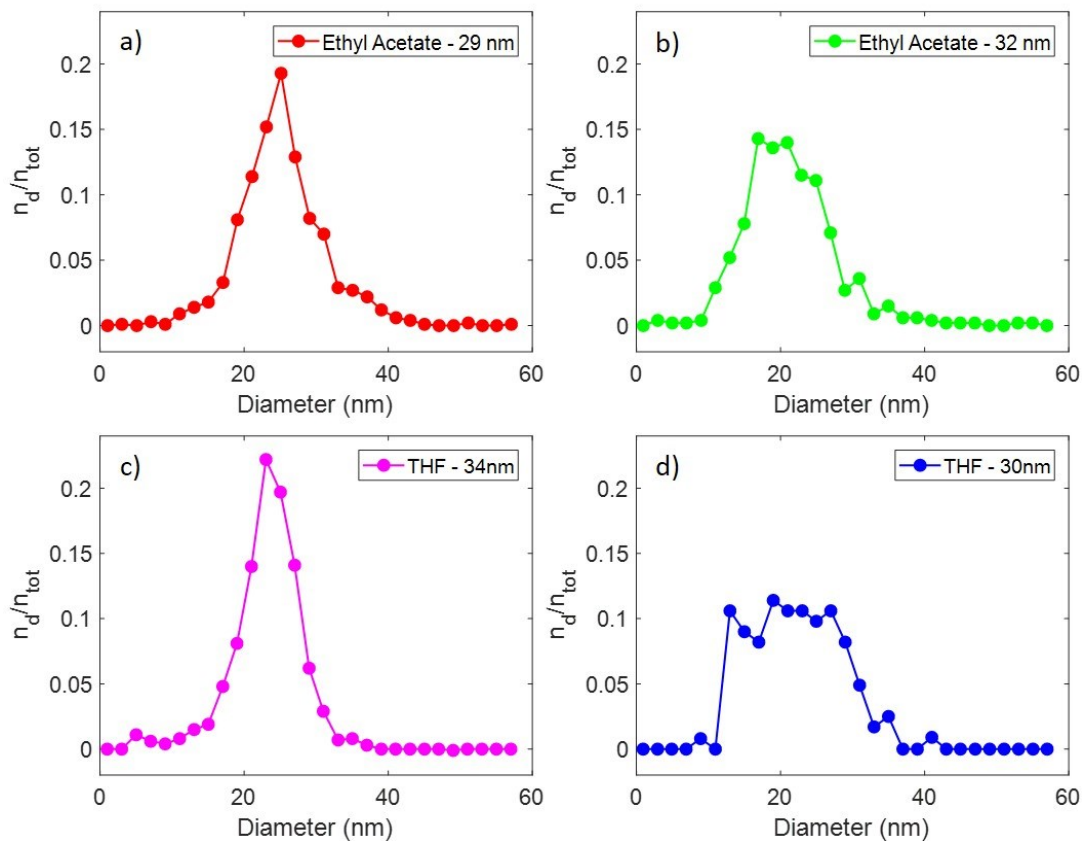 a)
Ethyl Acetate - 29 nm
0.2
0.15
0.1
0.05
0
n_d/n_tot
0 20 40 60
Diameter (nm)
b)
Ethyl Acetate - 32 nm
0.2
0.15
0.1
0.05
0
n_d/n_tot
0 20 40 60
Diameter (nm)
c)
THF - 34nm
0.2
0.15
0.1
0.05
0
n_d/n_tot
0 20 40 60
Diameter (nm)
d)
THF - 30nm
0.2
0.15
0.1
0.05
0
n_d/n_tot
0 20 40 60
Diameter (nm)